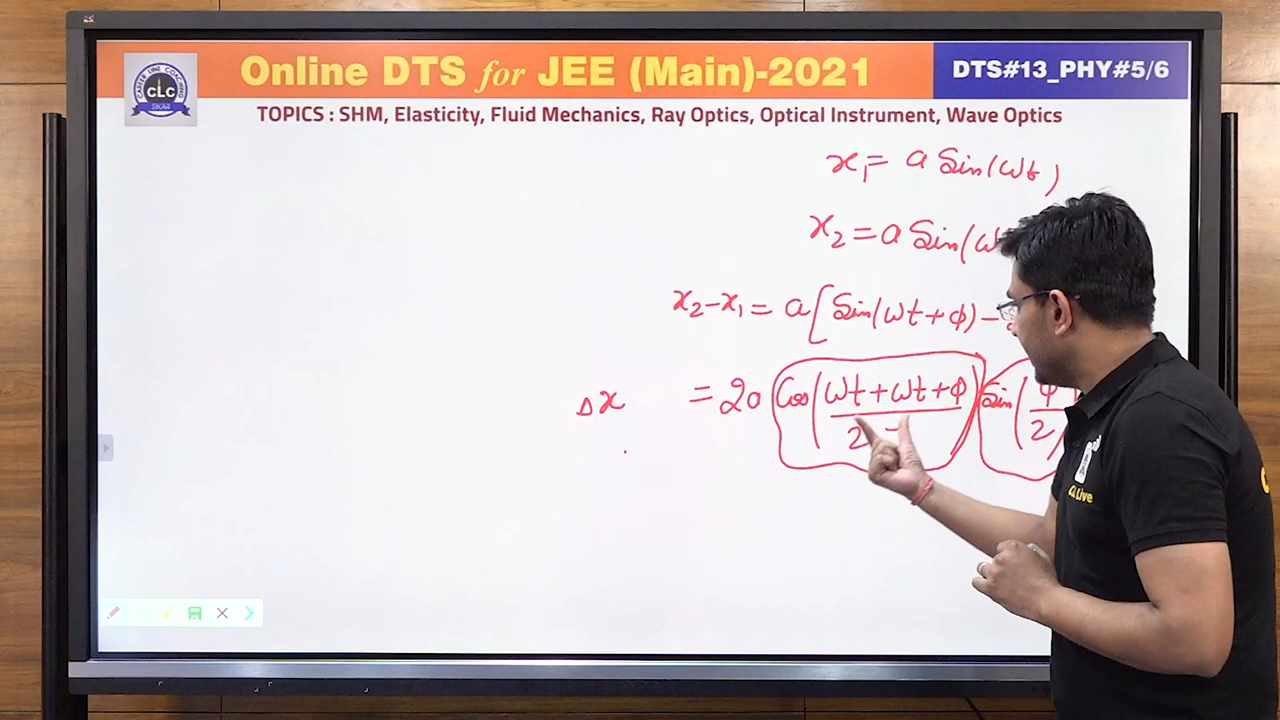 Online DTS for JEE (Main)-2021
DTS#13_PHY#5/6
CLC
SIKAR
TOPICS : SHM, Elasticity, Fluid Mechanics, Ray Optics, Optical Instrument, Wave Optics
x₁ = a Sin(ωt)
x₂ = a Sin(ω
x₂-x₁ = a[Sin(ωt+φ)-
Δx = 2a Cos((ωt+ωt+φ)/2) Sin(φ/2)
Live